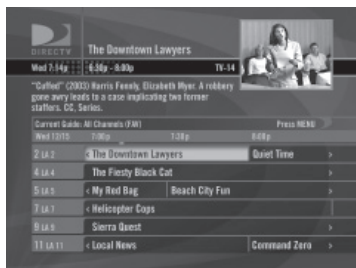 DIRECTV
The Downtown Lawyers
Wed 7:14p 6:30p - 8:00p TV-14
"Cuffed" (2003) Harris Fennly, Elizabeth Myer. A robbery
gone awry leads to a case implicating two former
staffers. CC, Series.
Current Guide: All Channels (FAV) Press MENU
Wed 12/15 7:00p 7:30p 8:00p
2 LA 2 < The Downtown Lawyers Quiet Time >
4 LA 4 The Fiesty Black Cat >
5 LA 5 < My Red Bag Beach City Fun >
7 LA 7 < Helicopter Cops
9 LA 9 Sierra Quest >
11 LA 11 < Local News Command Zero >